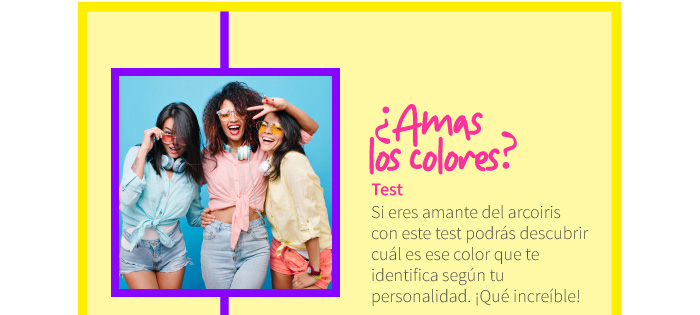 ¿Amas
los colores?
Test
Si eres amante del arcoiris
con este test podrás descubrir
cuál es ese color que te
identifica según tu
personalidad. ¡Qué increíble!